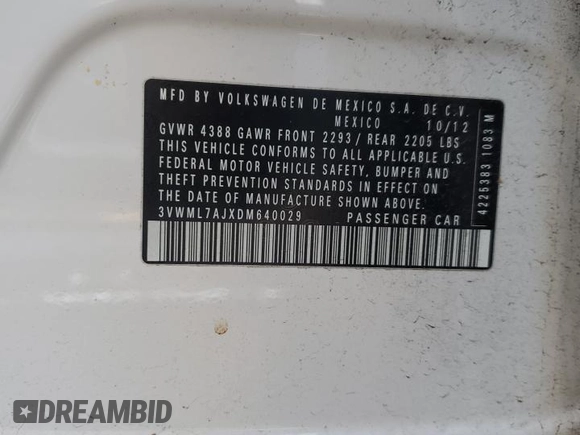 MFD BY VOLKSWAGEN DE MEXICO S.A. DE C.V.
MEXICO 10/12
GVWR 4388 GAWR FRONT 2293 / REAR 2205 LBS
THIS VEHICLE CONFORMS TO ALL APPLICABLE U.S.
FEDERAL MOTOR VEHICLE SAFETY, BUMPER AND
THEFT PREVENTION STANDARDS IN EFFECT ON
THE DATE OF MANUFACTURE SHOWN ABOVE.
3VWML7AJXDM640029 PASSENGER CAR
4225383 1083 M
DREAMBID